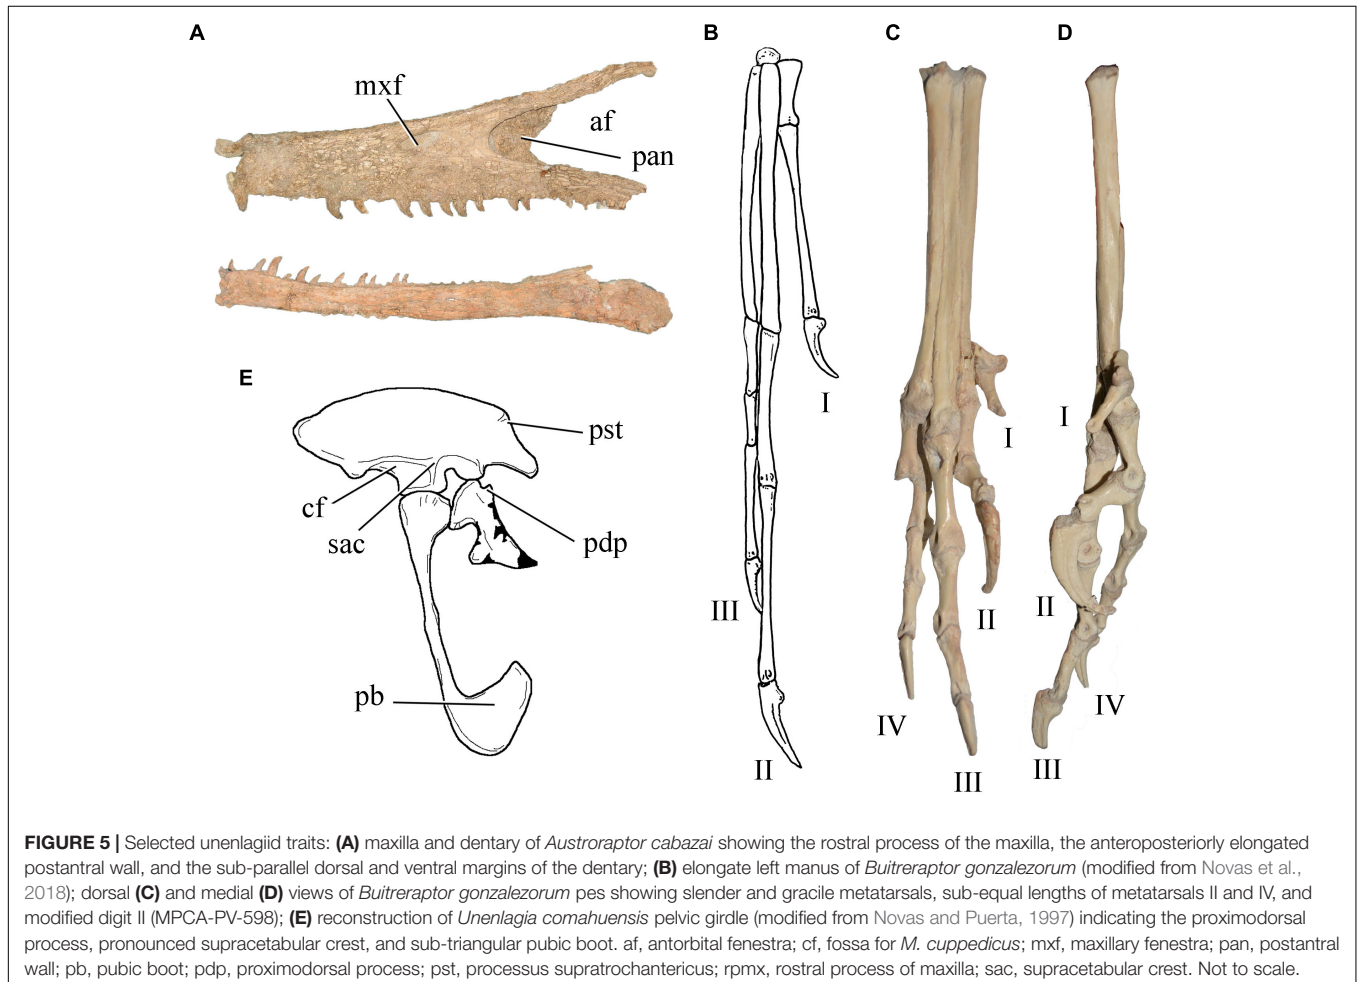 A
B
C
D
mxf
af
pan
E
I
I
I
pst
cf
sac
pdp
II
II
III
pb
IV
IV
II
III
III
FIGURE 5 | Selected unenlagiid traits: (A) maxilla and dentary of Austroraptor cabazai showing the rostral process of the maxilla, the anteroposteriorly elongated
postantral wall, and the sub-parallel dorsal and ventral margins of the dentary; (B) elongate left manus of Buitreraptor gonzalezorum (modified from Novas et al.,
2018); dorsal (C) and medial (D) views of Buitreraptor gonzalezorum pes showing slender and gracile metatarsals, sub-equal lengths of metatarsals II and IV, and
modified digit II (MPCA-PV-598); (E) reconstruction of Unenlagia comahuensis pelvic girdle (modified from Novas and Puerta, 1997) indicating the proximodorsal
process, pronounced supracetabular crest, and sub-triangular pubic boot. af, antorbital fenestra; cf, fossa for M. cuppedicus; mxf, maxillary fenestra; pan, postantral
wall; pb, pubic boot; pdp, proximodorsal process; pst, processus supratrochantericus; rpmx, rostral process of maxilla; sac, supracetabular crest. Not to scale.